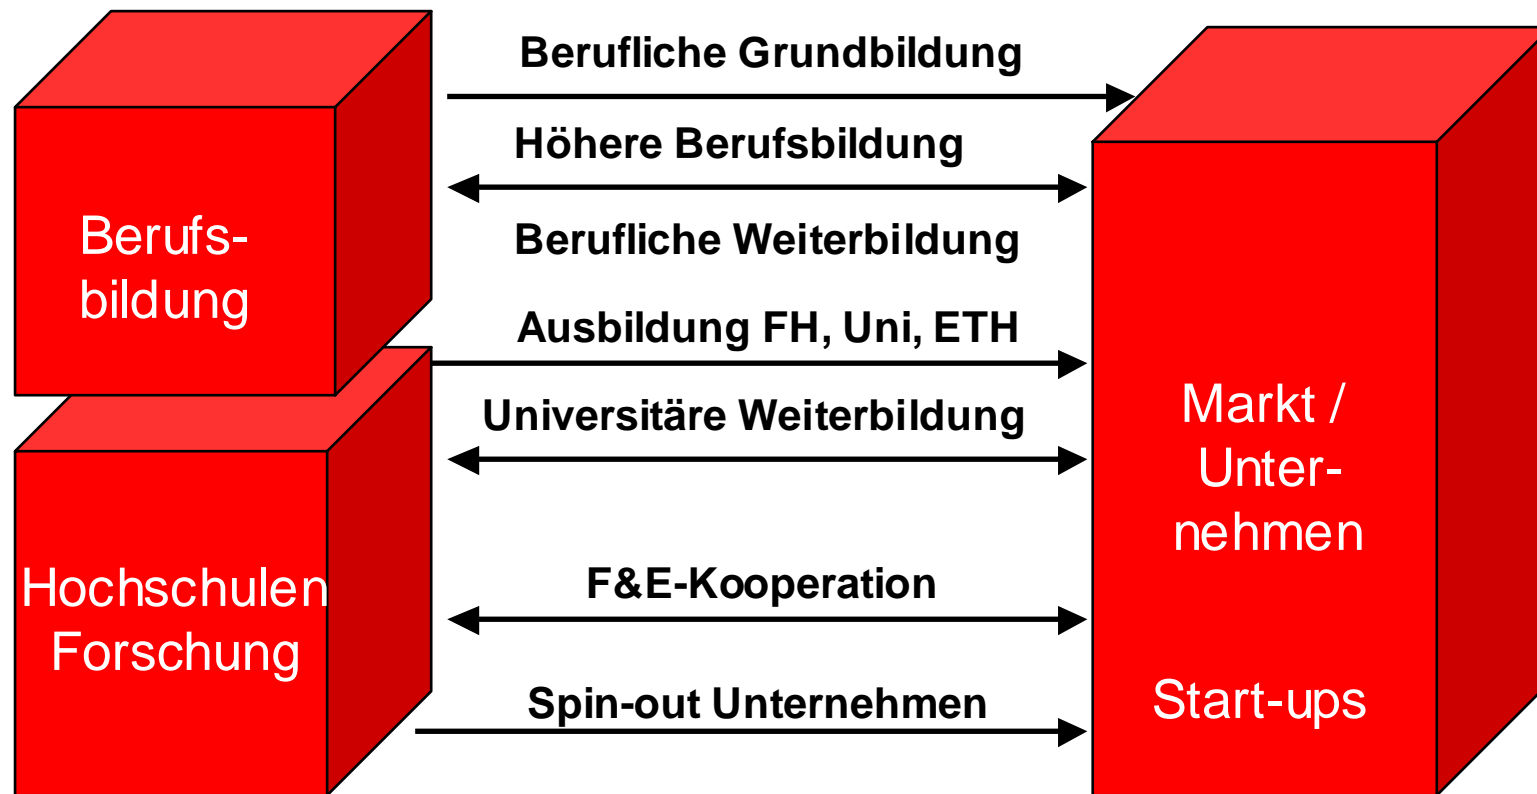 Berufliche Grundbildung
Höhere Berufsbildung
Berufs-
bildung
Berufliche Weiterbildung
Ausbildung FH, Uni, ETH
Universitäre Weiterbildung
Markt /
Unter-
nehmen
Hochschulen
Forschung
F&E-Kooperation
Spin-out Unternehmen
Start-ups